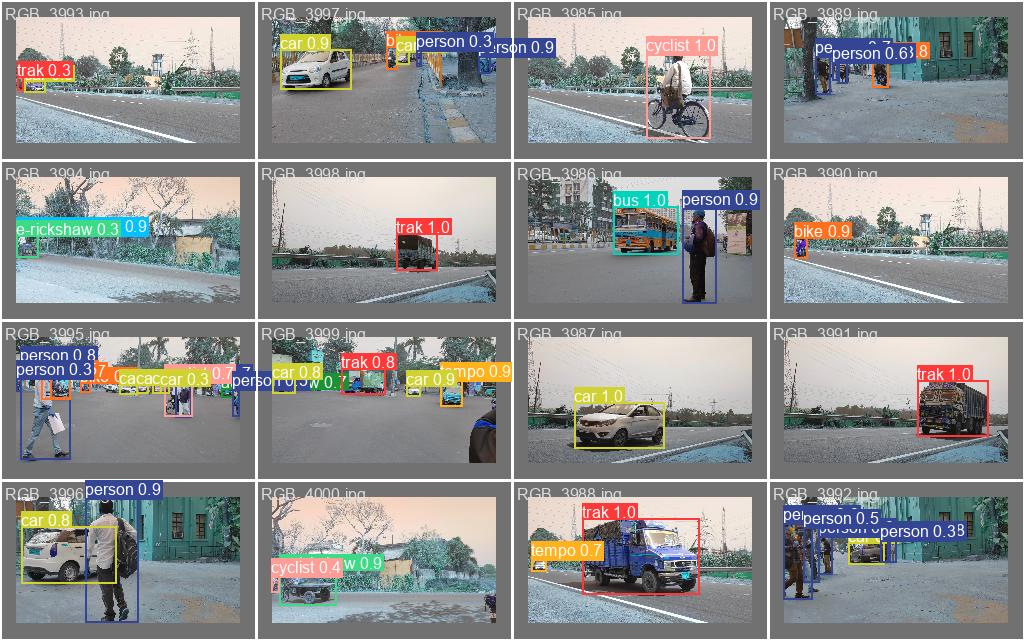 RGB_3993.jpg
trak 0.3
RGB_3997.jpg
car 0.9
person 0.3
RGB_3985.jpg
person 0.9
cyclist 1.0
RGB_3989.jpg
person 0.6
RGB_3994.jpg
e-rickshaw 0.3
0.9
RGB_3998.jpg
trak 1.0
RGB_3986.jpg
bus 1.0
person 0.9
RGB_3990.jpg
bike 0.9
RGB_3995.jpg
person 0.8
person 0.3
car 0.3
RGB_3999.jpg
car 0.8
trak 0.8
car 0.9
tempo 0.9
RGB_3987.jpg
car 1.0
RGB_3991.jpg
trak 1.0
RGB_3996
car 0.8
person 0.9
RGB_4000.jpg
cyclist 0.4
w 0.9
RGB_3988.jpg
tempo 0.7
trak 1.0
RGB_3992.jpg
person 0.5
person 0.38